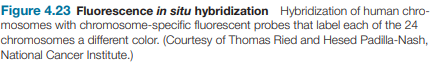 Figure 4.23 Fluorescence in situ hybridization Hybridization of human chro-
mosomes with chromosome-specific fluorescent probes that label each of the 24
chromosomes a different color. (Courtesy of Thomas Ried and Hesed Padilla-Nash,
National Cancer Institute.)